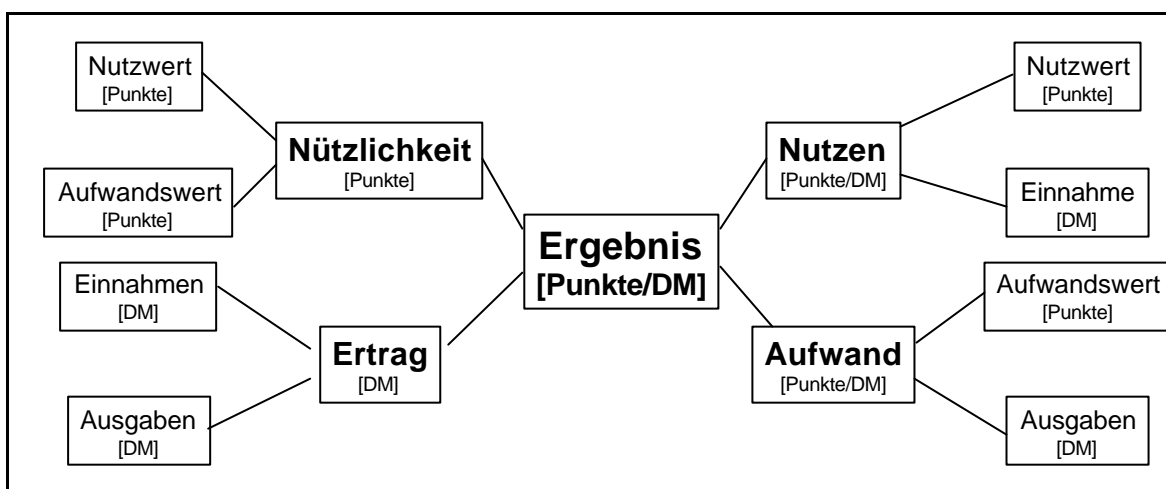 Nutzwert
[Punkte]
Nützlichkeit
[Punkte]
Aufwandswert
[Punkte]
Einnahmen
[DM]
Ertrag
[DM]
Ausgaben
[DM]
Ergebnis
[Punkte/DM]
Nutzen
[Punkte/DM]
Nutzwert
[Punkte]
Einnahme
[DM]
Aufwand
[Punkte/DM]
Aufwandswert
[Punkte]
Ausgaben
[DM]